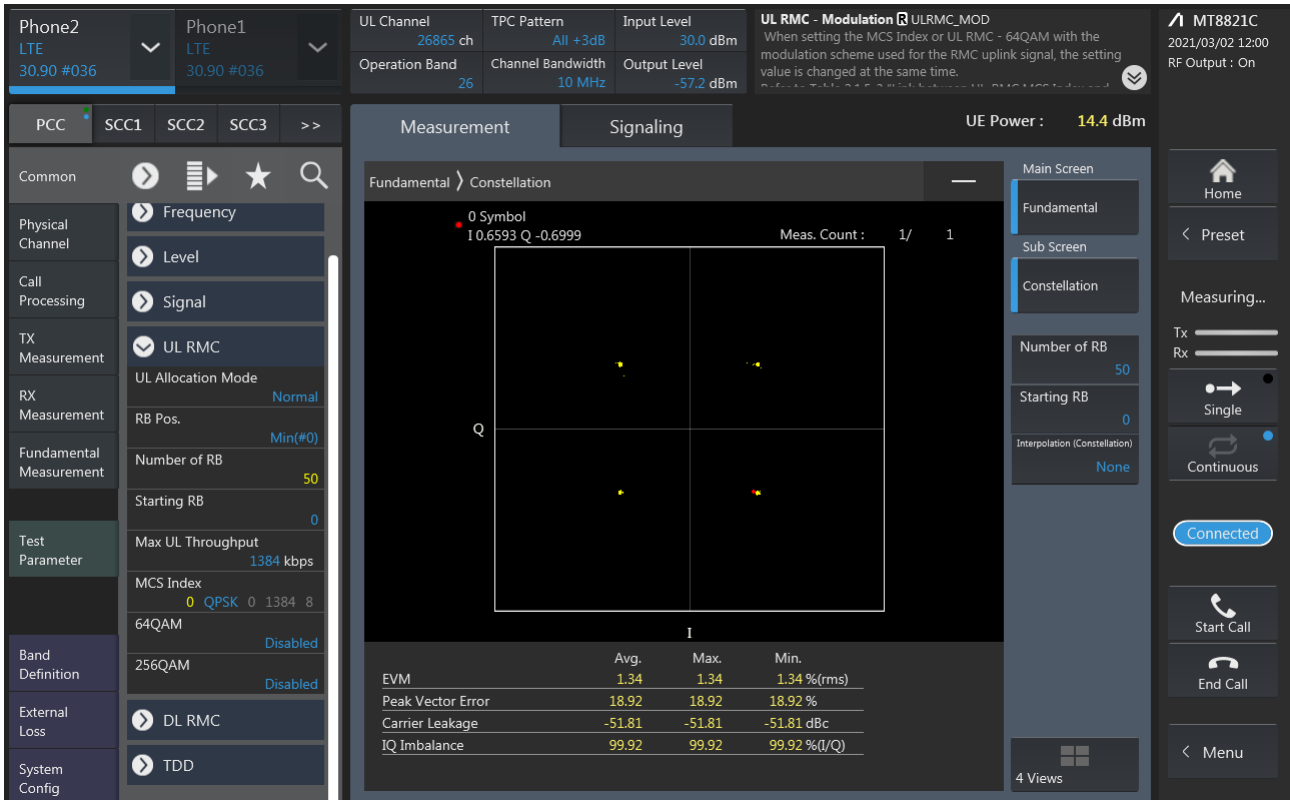 Phone2
LTE
30.90 #036
Phone1
LTE
30.90 #036
UL Channel
26865 ch
TPC Pattern
All +3dB
Input Level
30.0 dBm
Operation Band
26
Channel Bandwidth
10 MHz
Output Level
-57.2 dBm
UL RMC - Modulation R ULRMC_MOD
When setting the MCS Index or UL RMC - 64QAM with the
modulation scheme used for the RMC uplink signal, the setting
value is changed at the same time.
MT8821C
2021/03/02 12:00
RF Output : On
PCC
SCC1
SCC2
SCC3
>>
Measurement
Signaling
UE Power : 14.4 dBm
Common
Physical
Channel
Call
Processing
TX
Measurement
RX
Measurement
Fundamental
Measurement
Test
Parameter
Band
Definition
External
Loss
System
Config
Frequency
Level
Signal
UL RMC
UL Allocation Mode
Normal
RB Pos.
Min(#0)
Number of RB
50
Starting RB
0
Max UL Throughput
1384 kbps
MCS Index
0 QPSK 0 1384 8
64QAM
Disabled
256QAM
Disabled
DL RMC
TDD
Fundamental 〉 Constellation
0 Symbol
I 0.6593 Q -0.6999
Meas. Count : 1/ 1
Q
I
Avg. Max. Min.
EVM 1.34 1.34 1.34 %(rms)
Peak Vector Error 18.92 18.92 18.92 %
Carrier Leakage -51.81 -51.81 -51.81 dBc
IQ Imbalance 99.92 99.92 99.92 %(I/Q)
Main Screen
Fundamental
Sub Screen
Constellation
Number of RB
50
Starting RB
0
Interpolation (Constellation)
None
4 Views
Home
< Preset
Measuring...
Tx
Rx
Single
Continuous
Connected
Start Call
End Call
< Menu